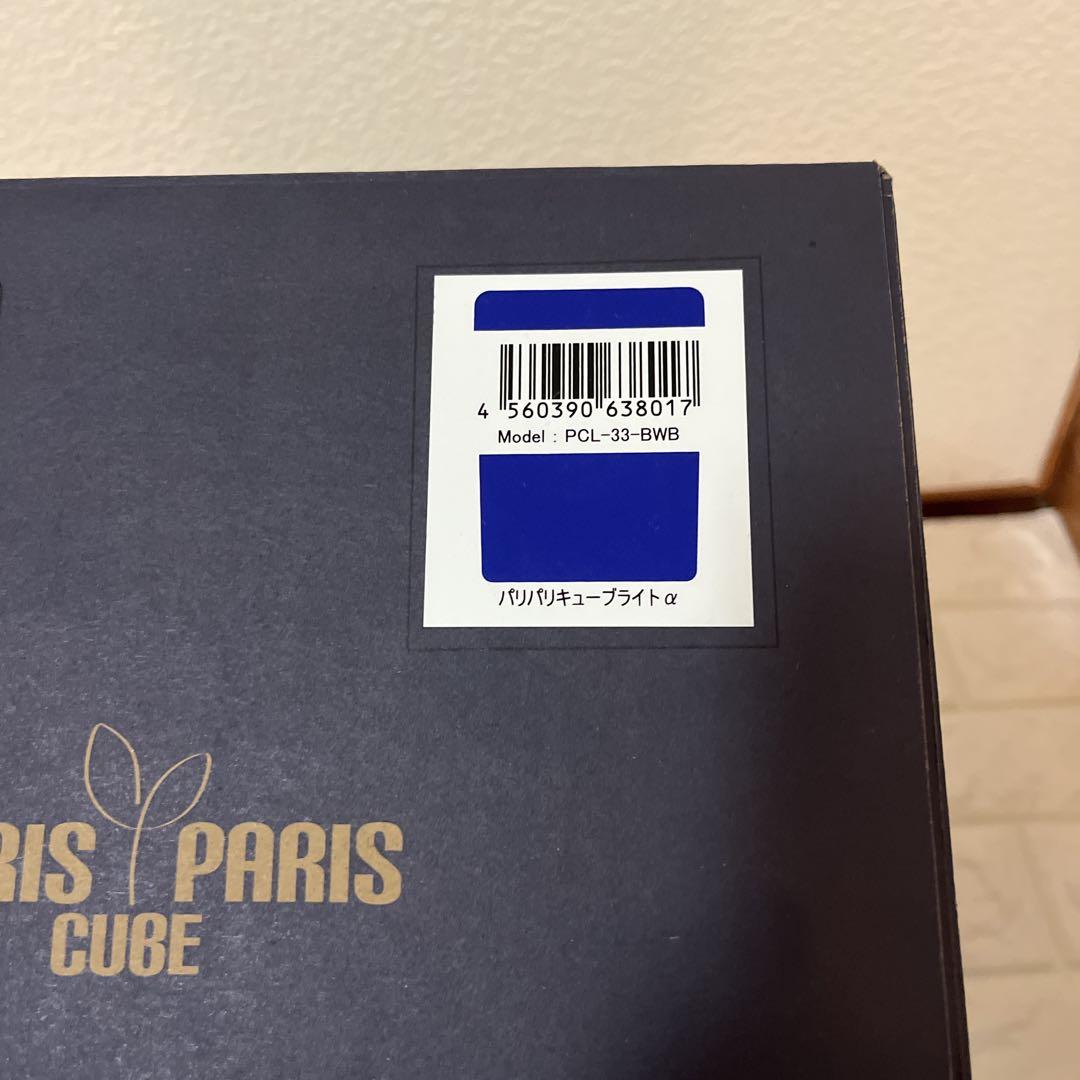 4 560390 638017
Model : PCL-33-BWB
パリパリキューブライトα
RIS PARIS
CUBE